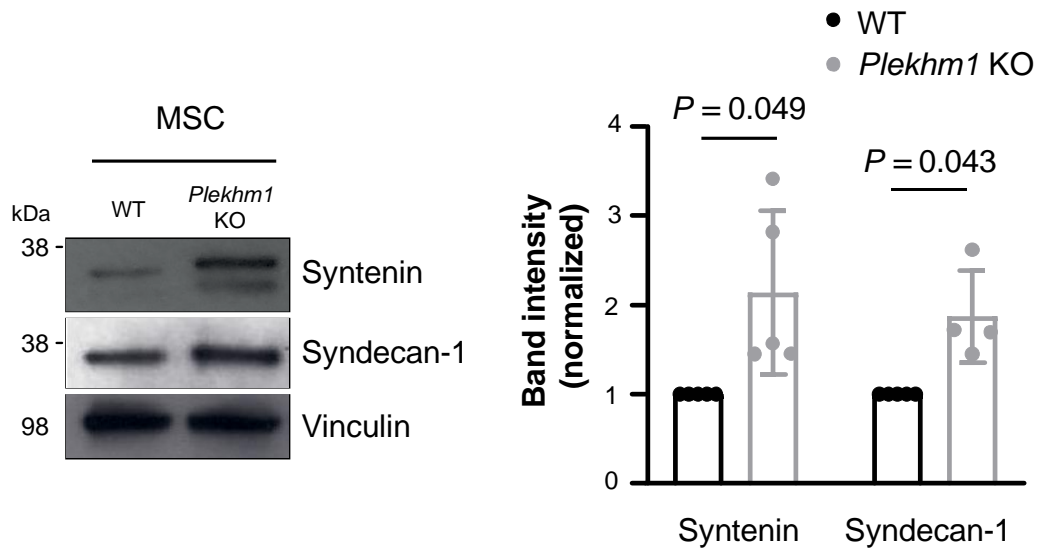 MSC
WT
Plekhm1
KO
kDa
38 -
Syntenin
38 -
Syndecan-1
98
Vinculin
WT
Plekhm1 KO
P = 0.049
P = 0.043
Band intensity
(normalized)
4
3
2
1
0
Syntenin
Syndecan-1